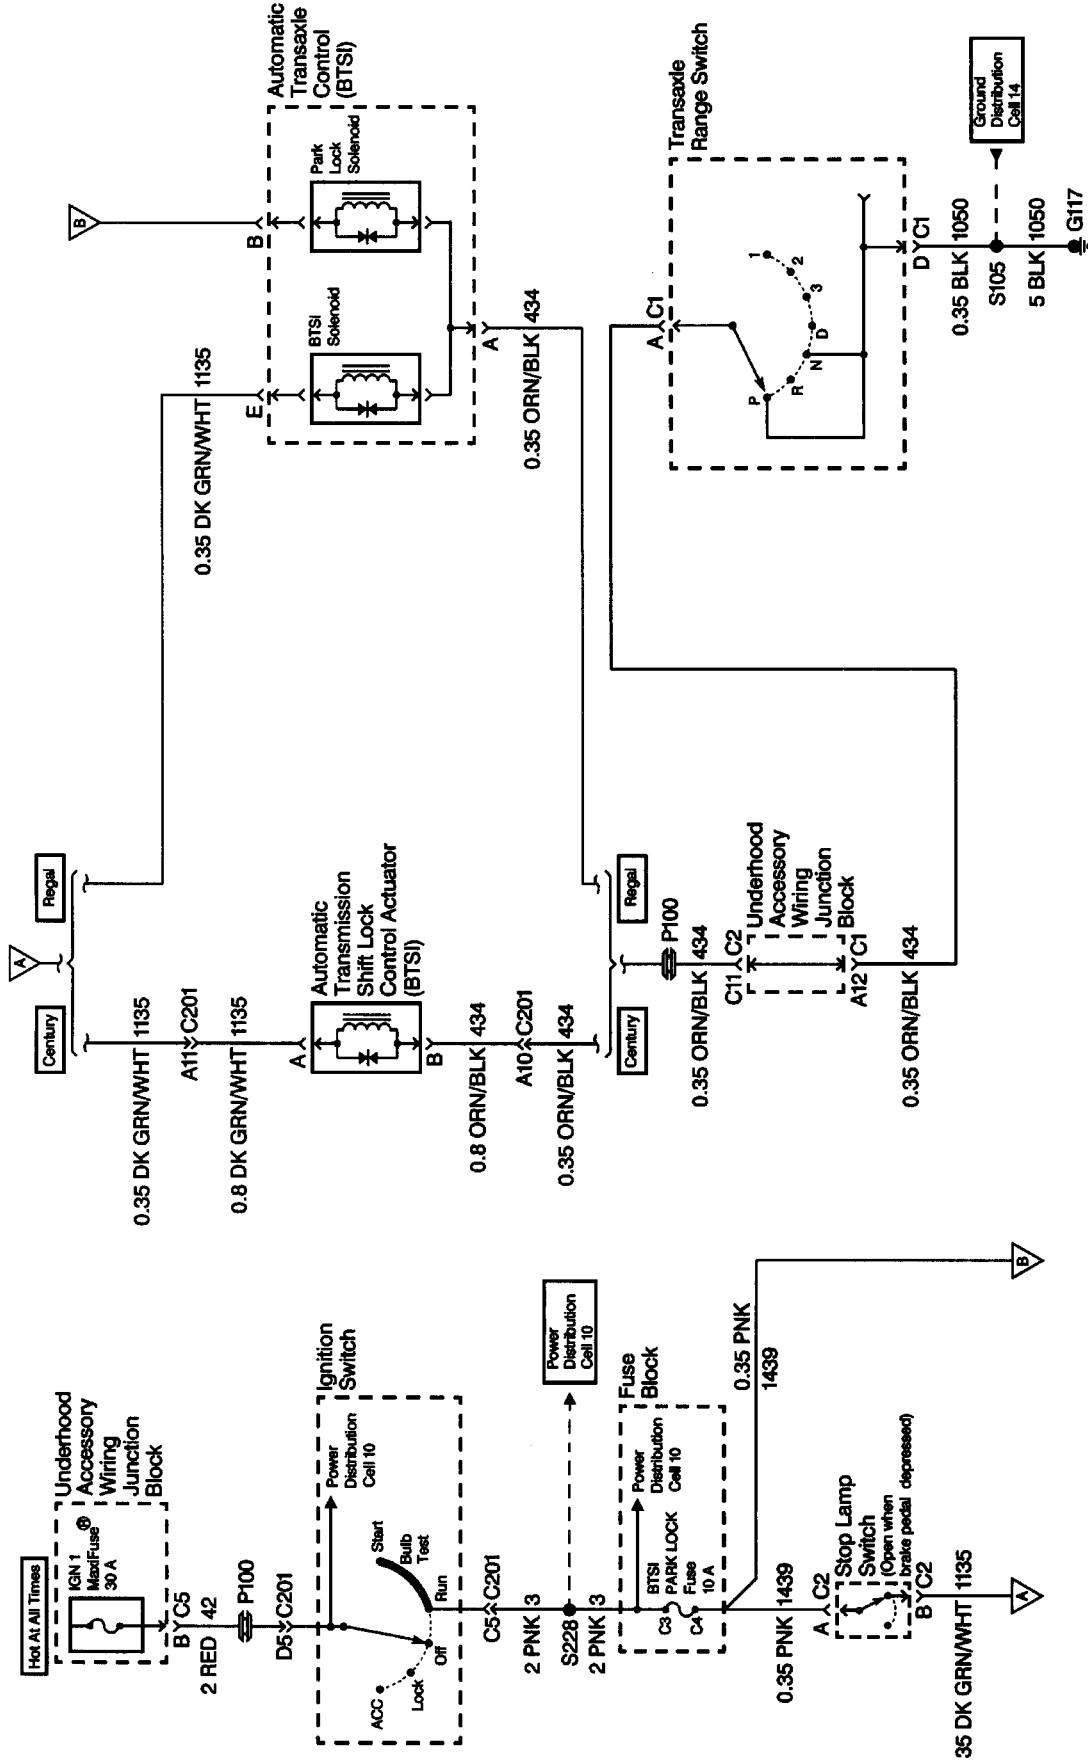 Hot At All Times
IGN 1
MaxiFuse ®
30 A
Underhood
Accessory
Wiring
Junction
Block
B C5
2 RED 42
P100
D5 C201
Ignition
Switch
Power
Distribution
Cell 10
ACC
Lock
Off
Run
Bulb
Test
Start
C5 C201
2 PNK 3
S228
Power
Distribution
Cell 10
2 PNK 3
Fuse
Block
Power
Distribution
Cell 10
C3
C4
BTSI
PARK LOCK
Fuse
10 A
0.35 PNK
1439
0.35 PNK 1439
A C2
Stop Lamp
Switch
(Open when
brake pedal depressed)
B C2
35 DK GRN/WHT 1135
A
B
A
Century
Regal
0.35 DK GRN/WHT 1135
A11 C201
0.8 DK GRN/WHT 1135
A
Automatic
Transmission
Shift Lock
Control Actuator
(BTSI)
B
0.8 ORN/BLK 434
A10 C201
0.35 ORN/BLK 434
Century
Regal
P100
0.35 ORN/BLK 434
C11 C2
Underhood
Accessory
Wiring
Junction
Block
A12 C1
0.35 ORN/BLK 434
B
0.35 DK GRN/WHT 1135
E
B
Automatic
Transaxle
Control
(BTSI)
BTSI
Solenoid
Park
Lock
Solenoid
A
0.35 ORN/BLK 434
A C1
Transaxle
Range Switch
P
R
N
D
3
2
1
D C1
0.35 BLK 1050
S105
Ground
Distribution
Cell 14
5 BLK 1050
G117